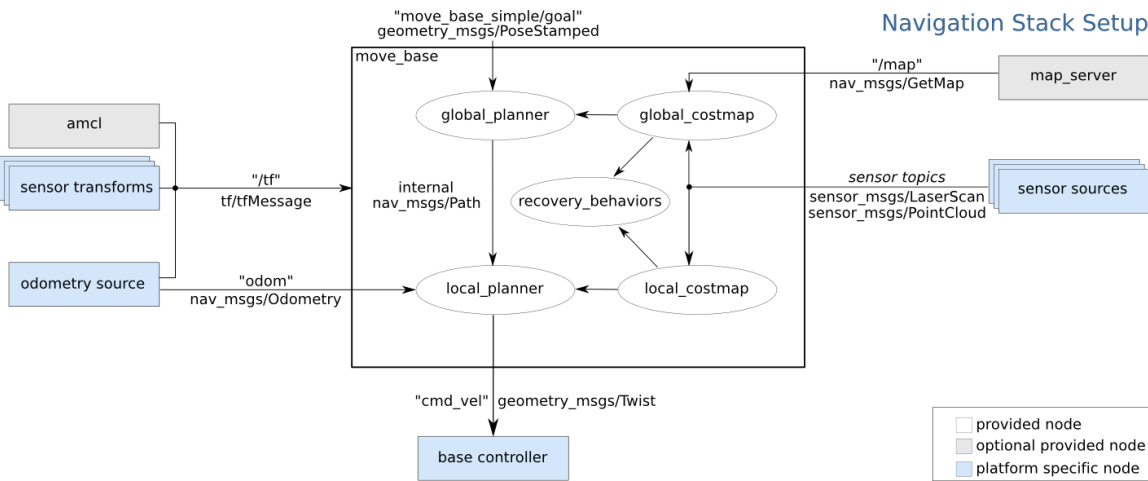 "move_base_simple/goal"
geometry_msgs/PoseStamped
Navigation Stack Setup
move_base
"/map"
nav_msgs/GetMap
map_server
amcl
global_planner
global_costmap
sensor transforms
"/tf"
tf/tfMessage
internal
nav_msgs/Path
recovery_behaviors
sensor topics
sensor_msgs/LaserScan
sensor_msgs/PointCloud
sensor sources
odometry source
"odom"
nav_msgs/Odometry
local_planner
local_costmap
"cmd_vel"
geometry_msgs/Twist
base controller
provided node
optional provided node
platform specific node